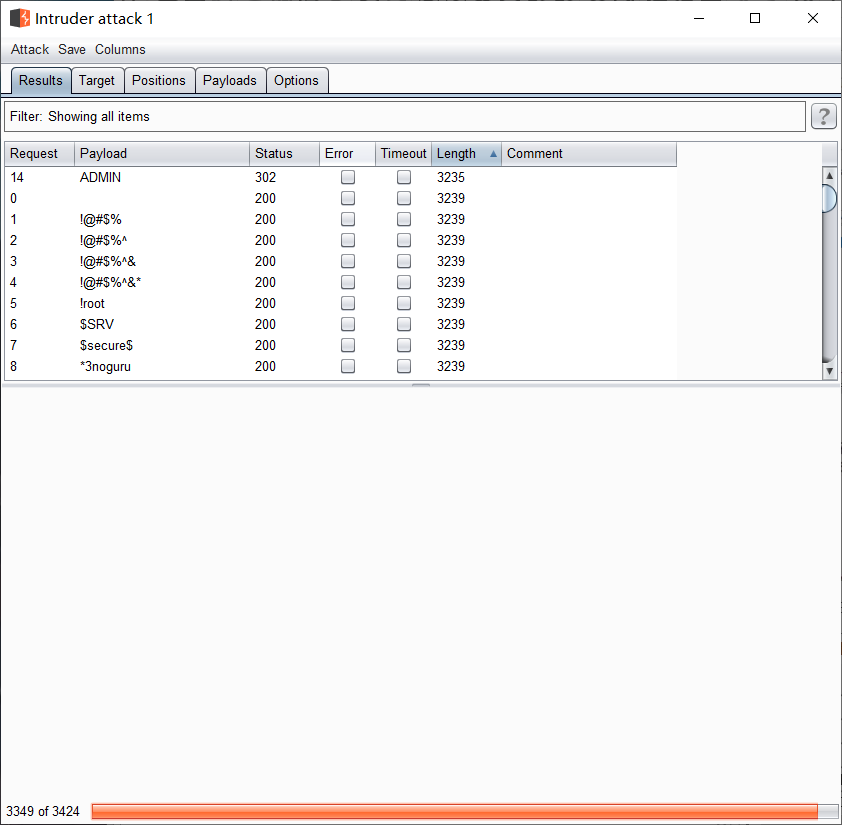 Intruder attack 1
Attack Save Columns
Results Target Positions Payloads Options
Filter: Showing all items ?
Request Payload Status Error Timeout Length Comment
14 ADMIN 302 3235
0 200 3239
1 !@#$% 200 3239
2 !@#$%^ 200 3239
3 !@#$%^& 200 3239
4 !@#$%^&* 200 3239
5 !root 200 3239
6 $SRV 200 3239
7 $secure$ 200 3239
8 *3noguru 200 3239
3349 of 3424